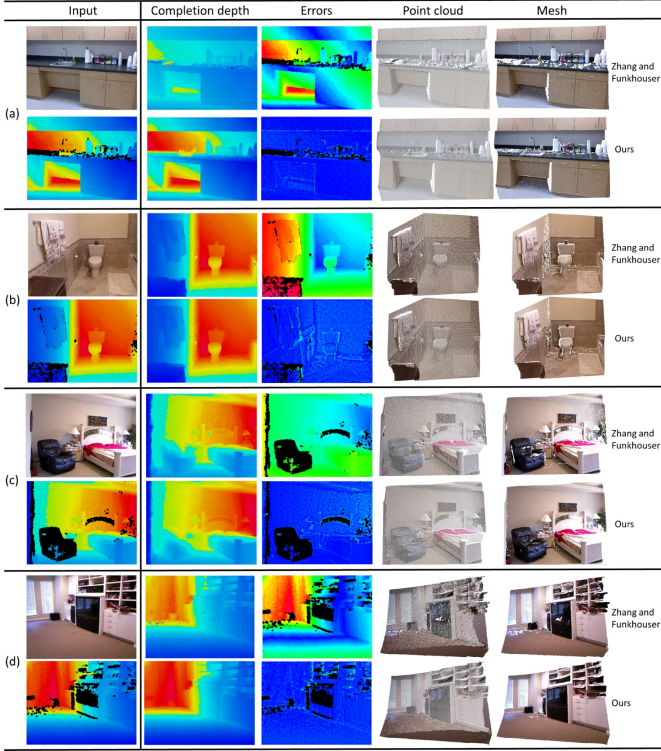 Input
Completion depth
Errors
Point cloud
Mesh
(a)
Zhang and
Funkhouser
Ours
(b)
Zhang and
Funkhouser
Ours
(c)
Zhang and
Funkhouser
Ours
(d)
Zhang and
Funkhouser
Ours